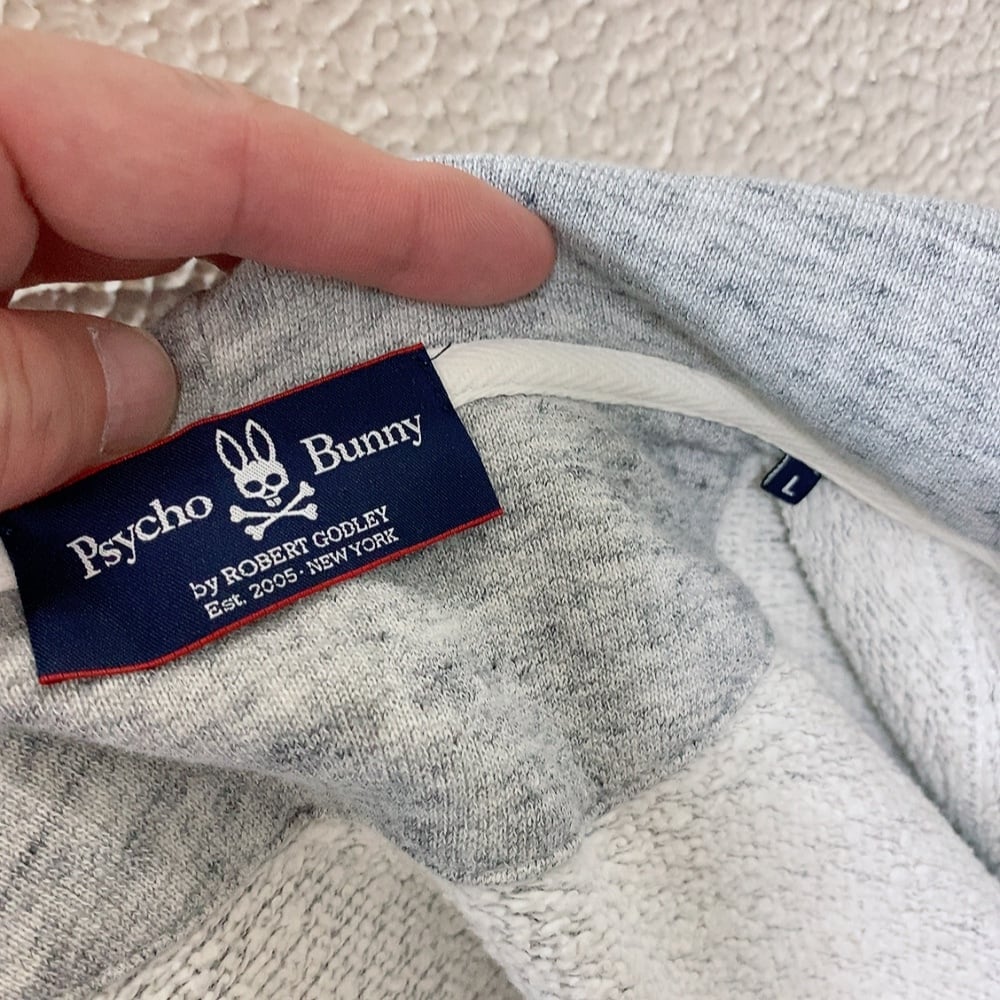 Psycho Bunny
by ROBERT GODLEY
Est. 2005 · NEW YORK
L